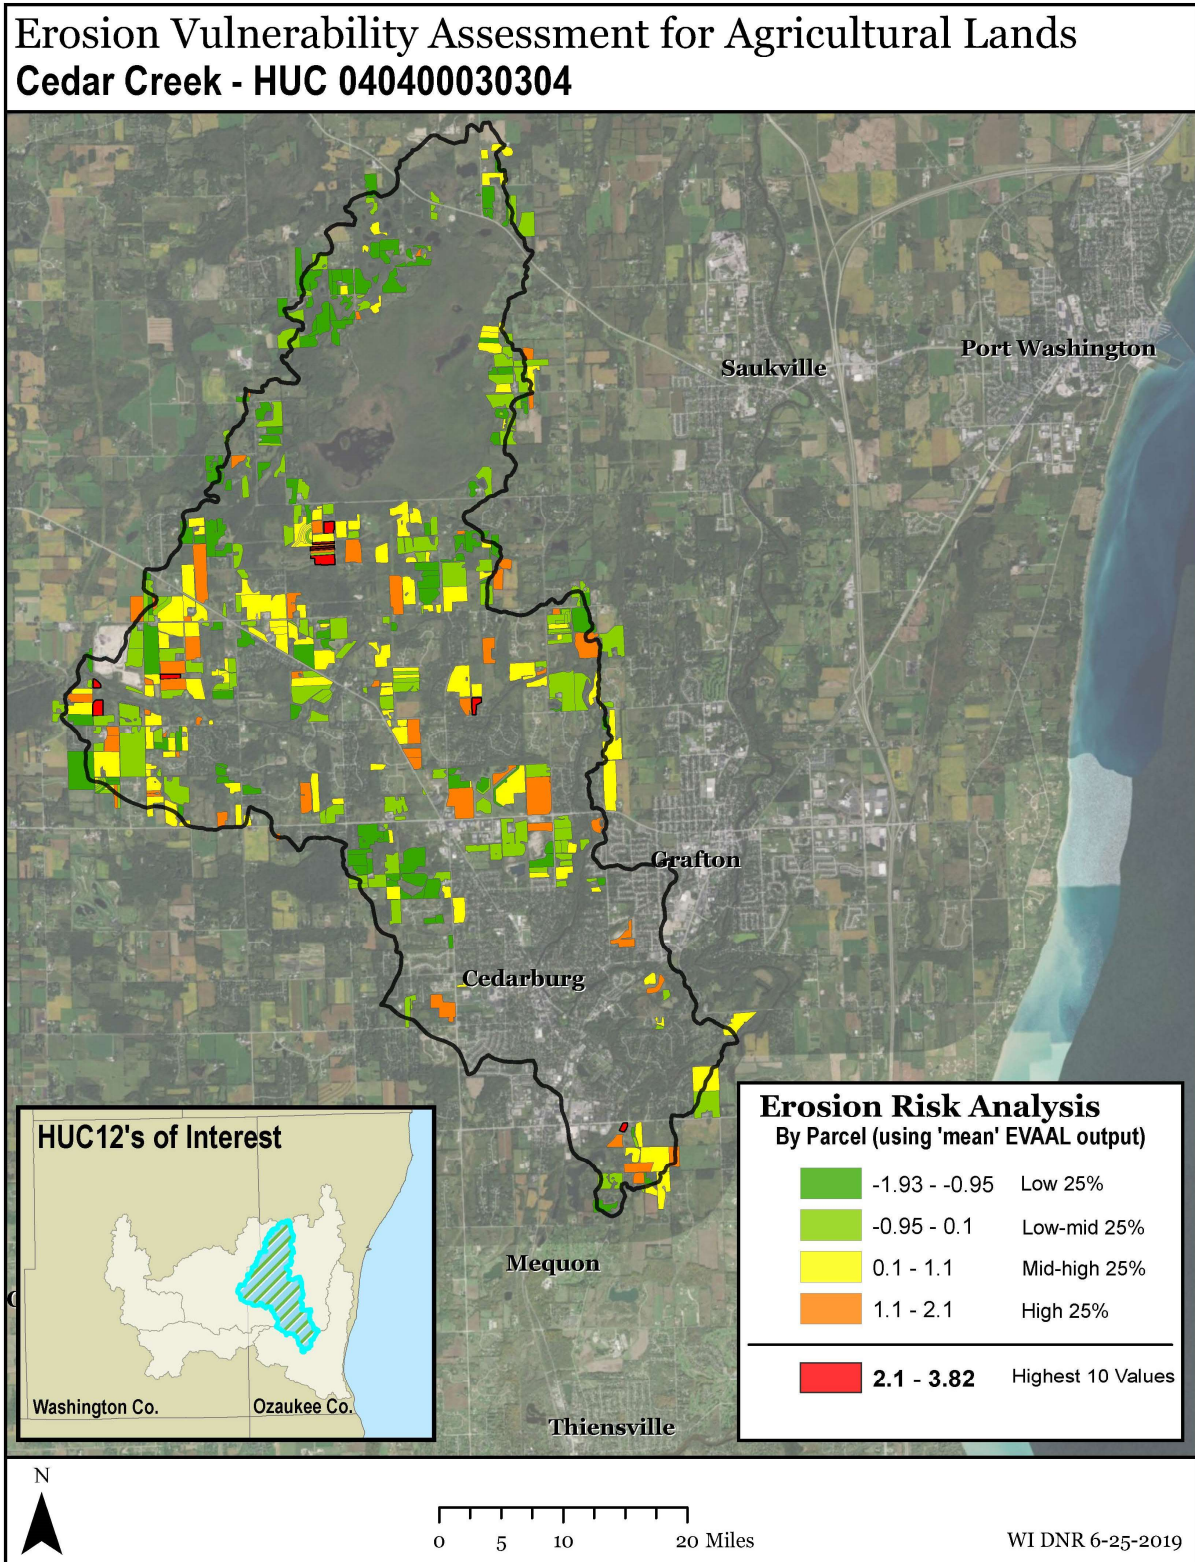 Erosion Vulnerability Assessment for Agricultural Lands
Cedar Creek - HUC 040400030304
Port Washington
Saukville
Grafton
Cedarburg
Mequon
Thiensville
HUC12's of Interest
Washington Co.
Ozaukee Co.
Erosion Risk Analysis
By Parcel (using 'mean' EVAAL output)
-1.93 - -0.95 Low 25%
-0.95 - 0.1 Low-mid 25%
0.1 - 1.1 Mid-high 25%
1.1 - 2.1 High 25%
2.1 - 3.82 Highest 10 Values
N
0 5 10 20 Miles
WI DNR 6-25-2019